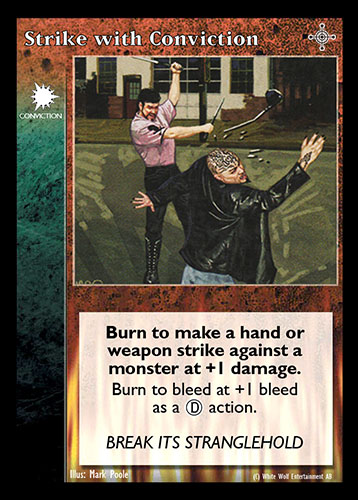 Strike with Conviction
CONVICTION
Burn to make a hand or
weapon strike against a
monster at +1 damage.
Burn to bleed at +1 bleed
as a Ⓓ action.
BREAK ITS STRANGLEHOLD
Illus: Mark Poole
(C) White Wolf Entertainment AB